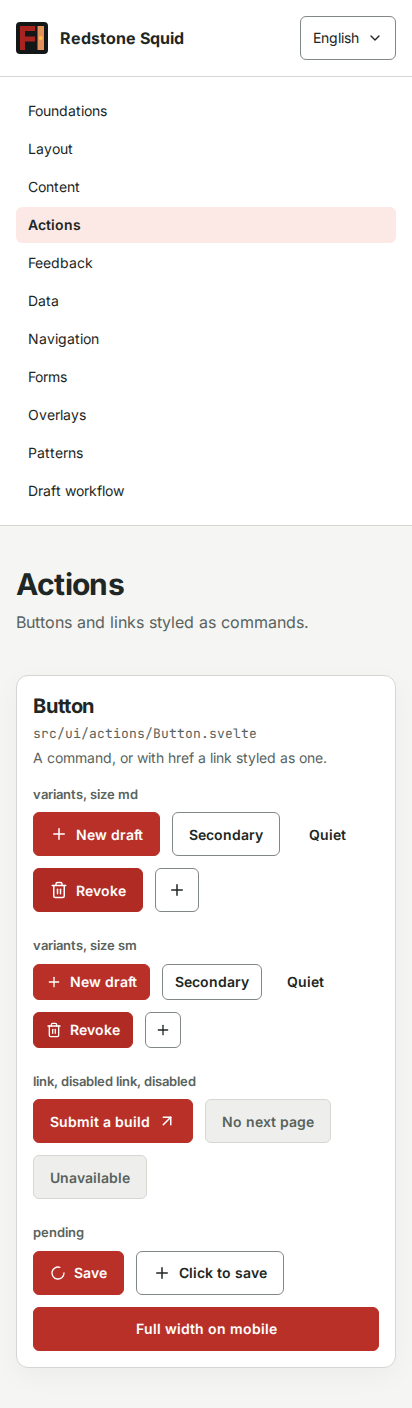 Redstone Squid
English
Foundations
Layout
Content
Actions
Feedback
Data
Navigation
Forms
Overlays
Patterns
Draft workflow
Actions
Buttons and links styled as commands.
Button
src/ui/actions/Button.svelte
A command, or with href a link styled as one.
variants, size md
New draft Secondary Quiet
Revoke
variants, size sm
New draft Secondary Quiet
Revoke
link, disabled link, disabled
Submit a build No next page
Unavailable
pending
Save Click to save
Full width on mobile